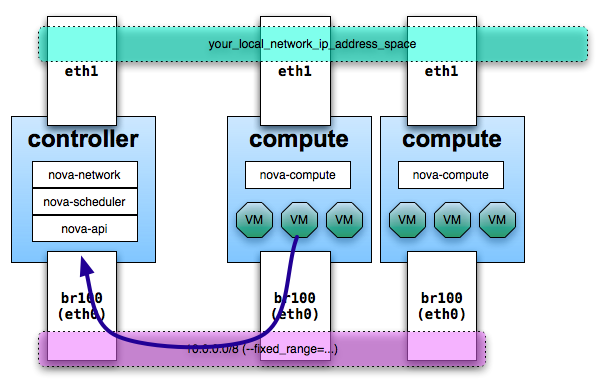 your_local_network_ip_address_space
eth1
eth1
eth1
controller
compute
compute
nova-network
nova-scheduler
nova-api
nova-compute
nova-compute
VM
VM
VM
VM
VM
VM
br100
(eth0)
br100
(eth0)
br100
(eth0)
10.0.0.0/8 (--fixed_range=...)